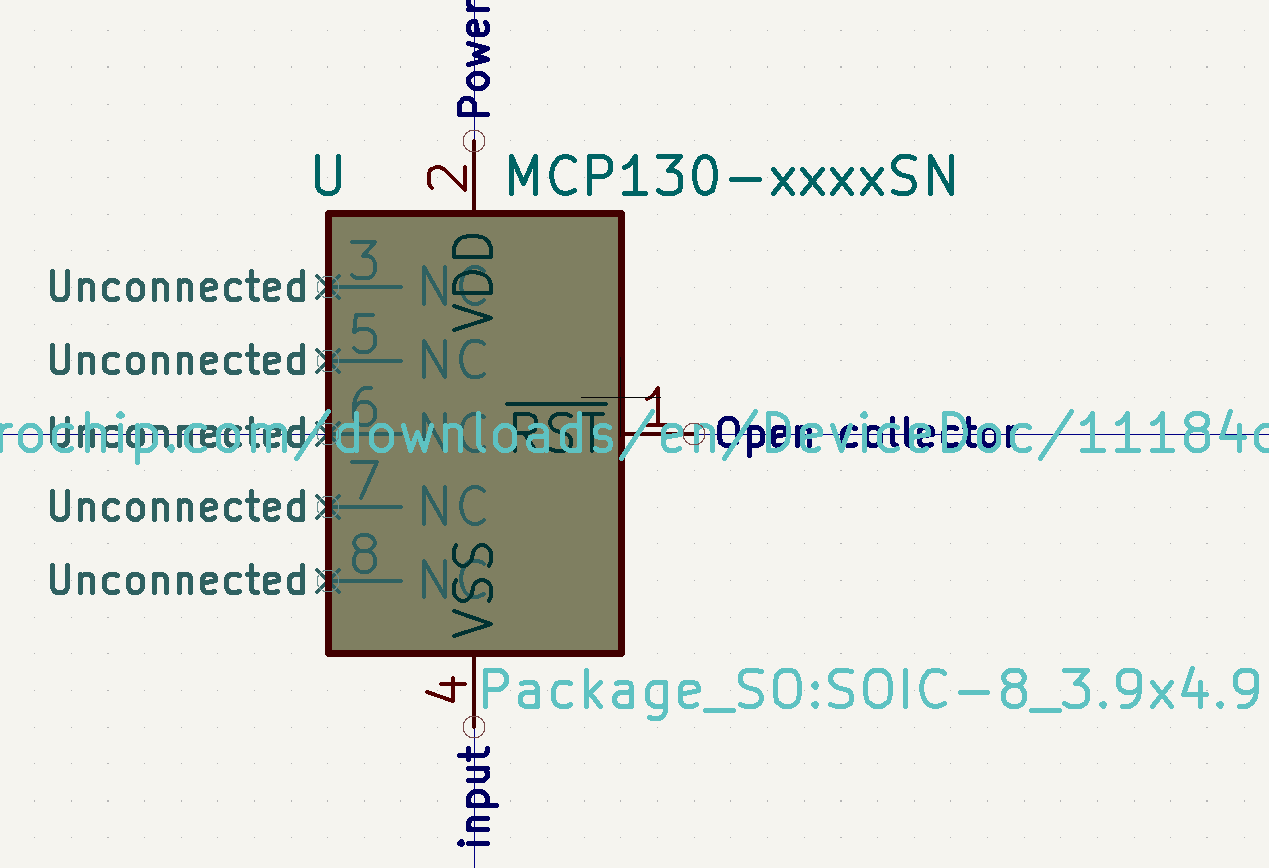 Power
U
2
MCP130-xxxxSN
VDD
Unconnected 3 NC
Unconnected 5 NC
Unconnected 6 NC
RST 1 Open collector
rochip.com/downloads/en/DeviceDoc/11184
Unconnected 7 NC
Unconnected 8 NC
VSS
4
Package_SO:SOIC-8_3.9x4.9
input